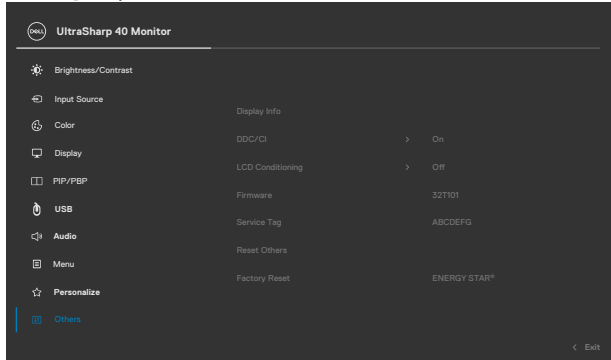 DELL UltraSharp 40 Monitor
Brightness/Contrast
Input Source
Color
Display
PIP/PBP
USB
Audio
Menu
Personalize
Others
Display Info
DDC/CI > On
LCD Conditioning > Off
Firmware 32T101
Service Tag ABCDEFG
Reset Others
Factory Reset ENERGY STAR®
< Exit